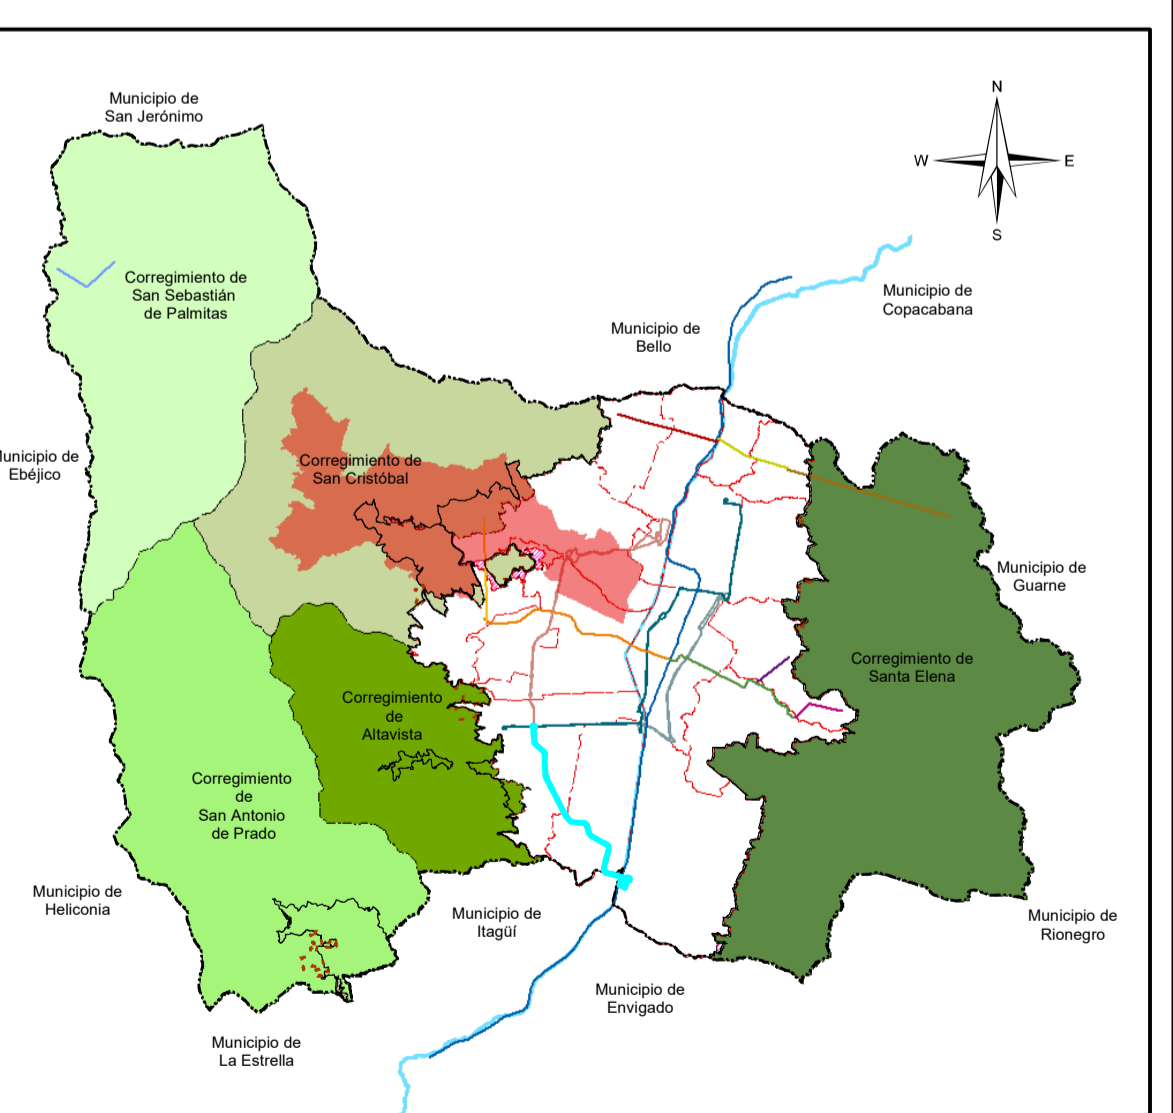 Municipio de
San Jerónimo
N
W
E
S
Corregimiento de
San Sebastián
de Palmitas
Municipio de
Copacabana
Municipio de
Bello
Ebéjico
Corregimiento de
San Cristóbal
Municipio de
Guarne
Corregimiento de
Santa Elena
Corregimiento
de
Altavista
Corregimiento
de
San Antonio
de Prado
Municipio de
Heliconia
Municipio de
Itagüí
Municipio de
Rionegro
Municipio de
Envigado
Municipio de
La Estrella